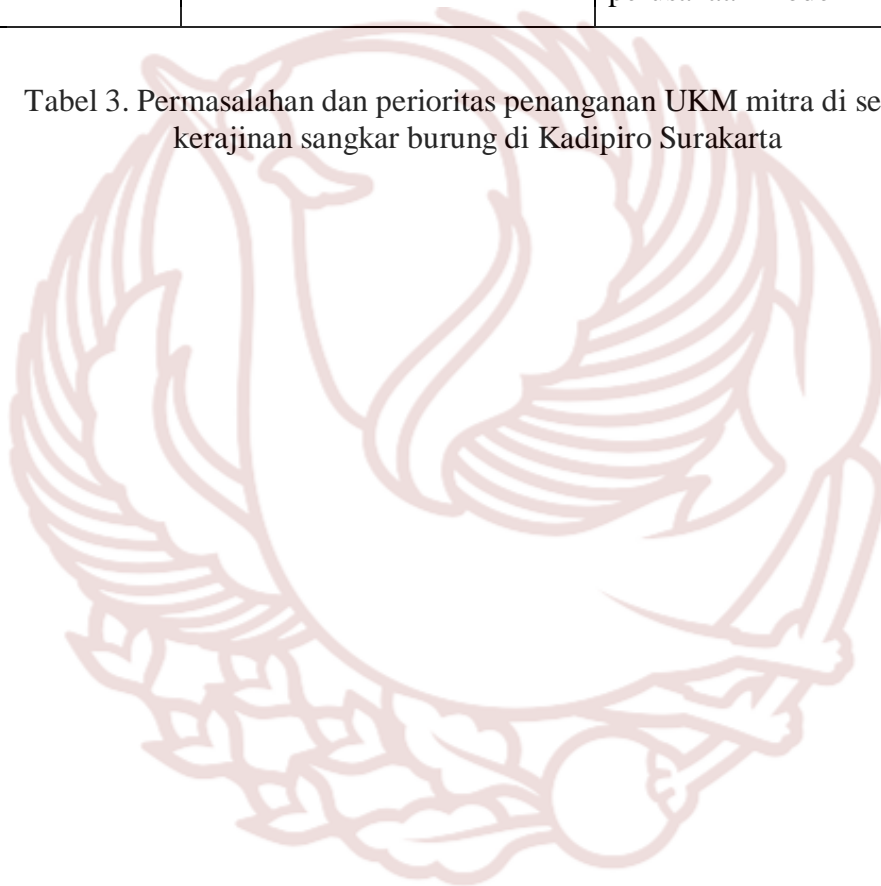 Tabel 3. Permasalahan dan perioritas penanganan UKM mitra di se
kerajinan sangkar burung di Kadipiro Surakarta